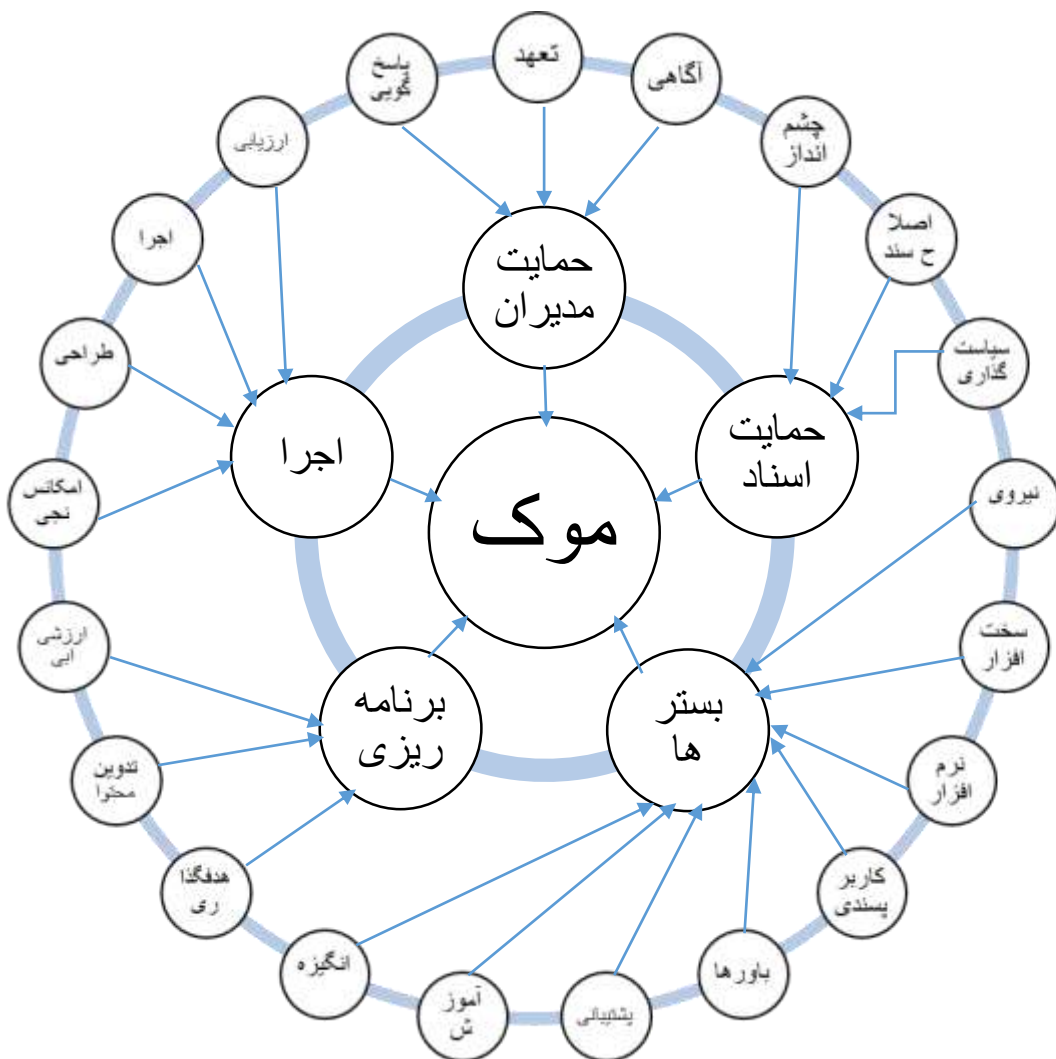 تعهد
آگاهی
چشم
انداز
اصلا
ح سند
سیاست
گذاری
نیروی
سخت
افزار
نرم
افزار
کاربر
پسندی
باورها
پشتیبانی
آموز
ش
انگیزه
هدفگذا
ری
تدوین
محتوا
ارزشی
ابی
امکانس
نجی
طراحی
اجرا
ارزیابی
پاسخ
گویی
حمایت
مدیران
حمایت
اسناد
بستر
ها
برنامه
ریزی
اجرا
موک